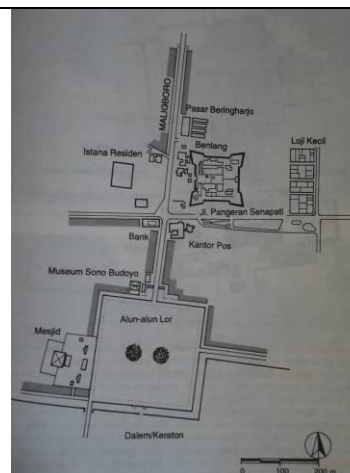 MALIOBORO
Pasar Beringharjo
Istana Residen
Benteng
Loji Kecil
Jl. Pangeran Senapati
Bank
Kantor Pos
Museum Sono Budoyo
Mesjid
Alun-alun Lor
Dalem/Keraton
0 100 200 m